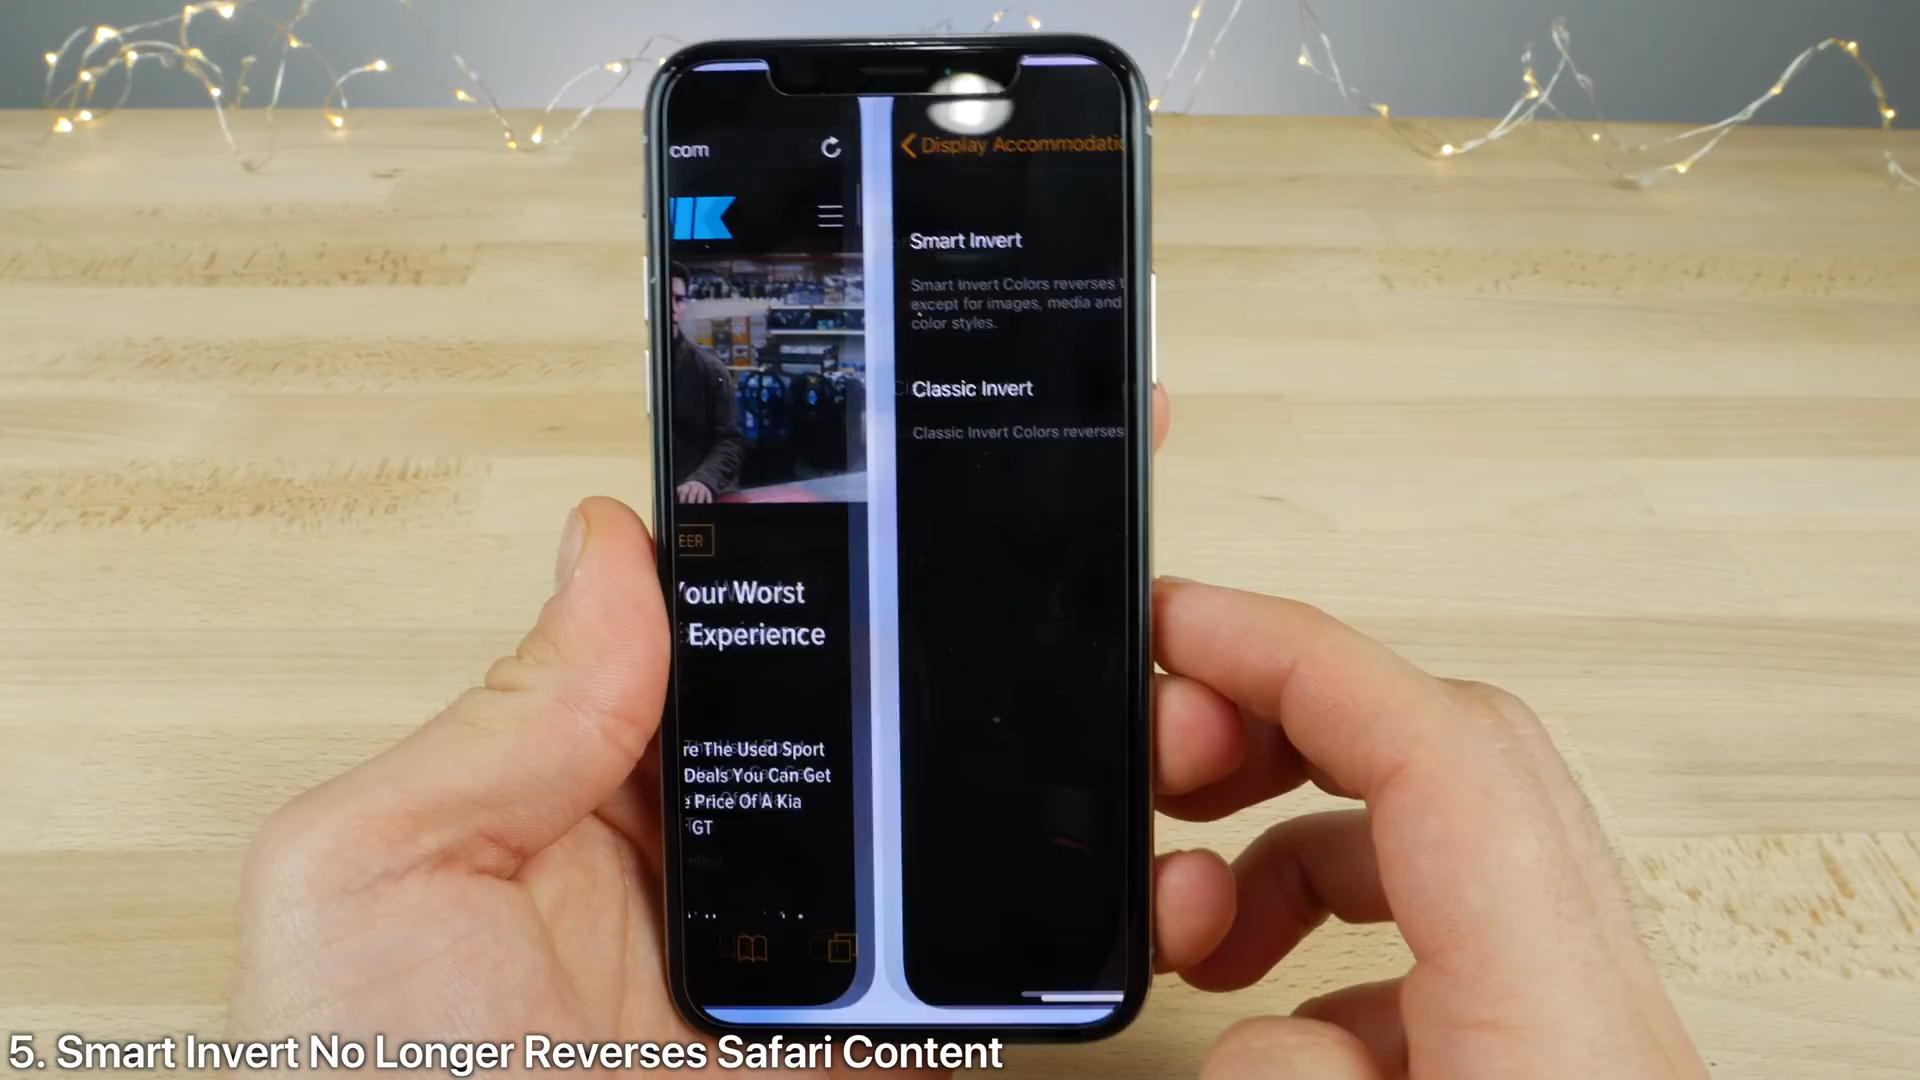 com
Display Accommodatio
Smart Invert
Smart Invert Colors reverses t
except for images, media and
color styles.
Classic Invert
Classic Invert Colors reverses
EER
Your Worst
Experience
re The Used Sport
Deals You Can Get
e Price Of A Kia
GT
5. Smart Invert No Longer Reverses Safari Content